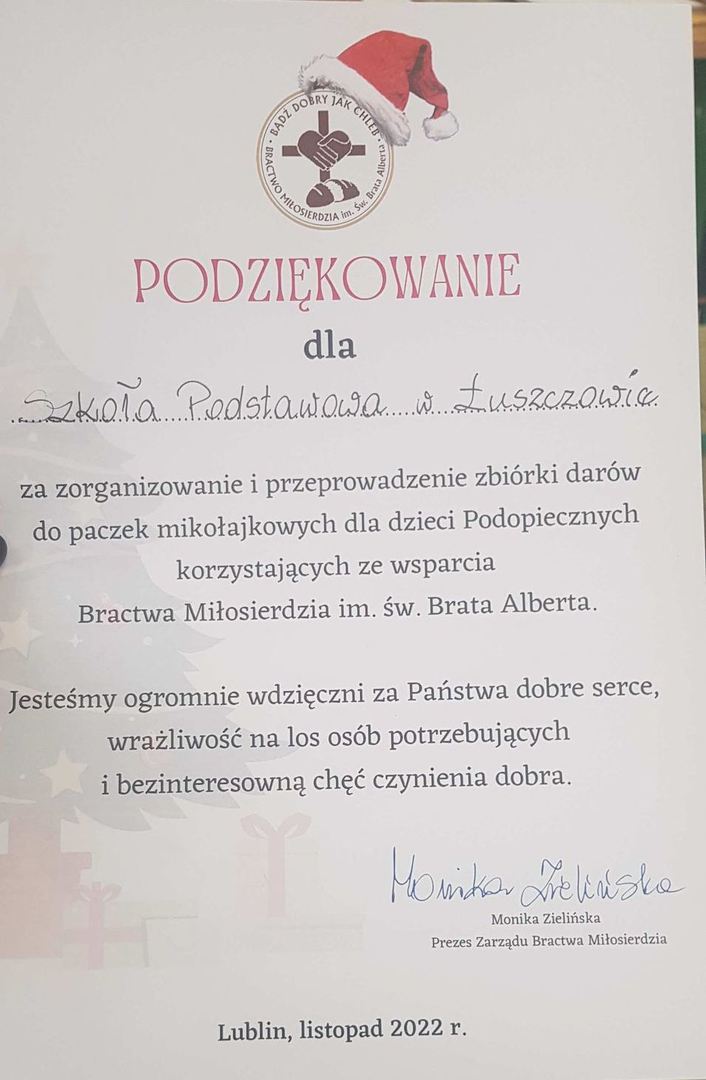 BĄDŹ DOBRY JAK CHLEB
BRACTWO MIŁOSIERDZIA im. Św. Brata Alberta
PODZIĘKOWANIE
dla
Szkoła Podstawowa w Łuszczowie
za zorganizowanie i przeprowadzenie zbiórki darów
do paczek mikołajkowych dla dzieci Podopiecznych
korzystających ze wsparcia
Bractwa Miłosierdzia im. św. Brata Alberta.
Jesteśmy ogromnie wdzięczni za Państwa dobre serce,
wrażliwość na los osób potrzebujących
i bezinteresowną chęć czynienia dobra.
Monika Zielińska
Monika Zielińska
Prezes Zarządu Bractwa Miłosierdzia
Lublin, listopad 2022 r.